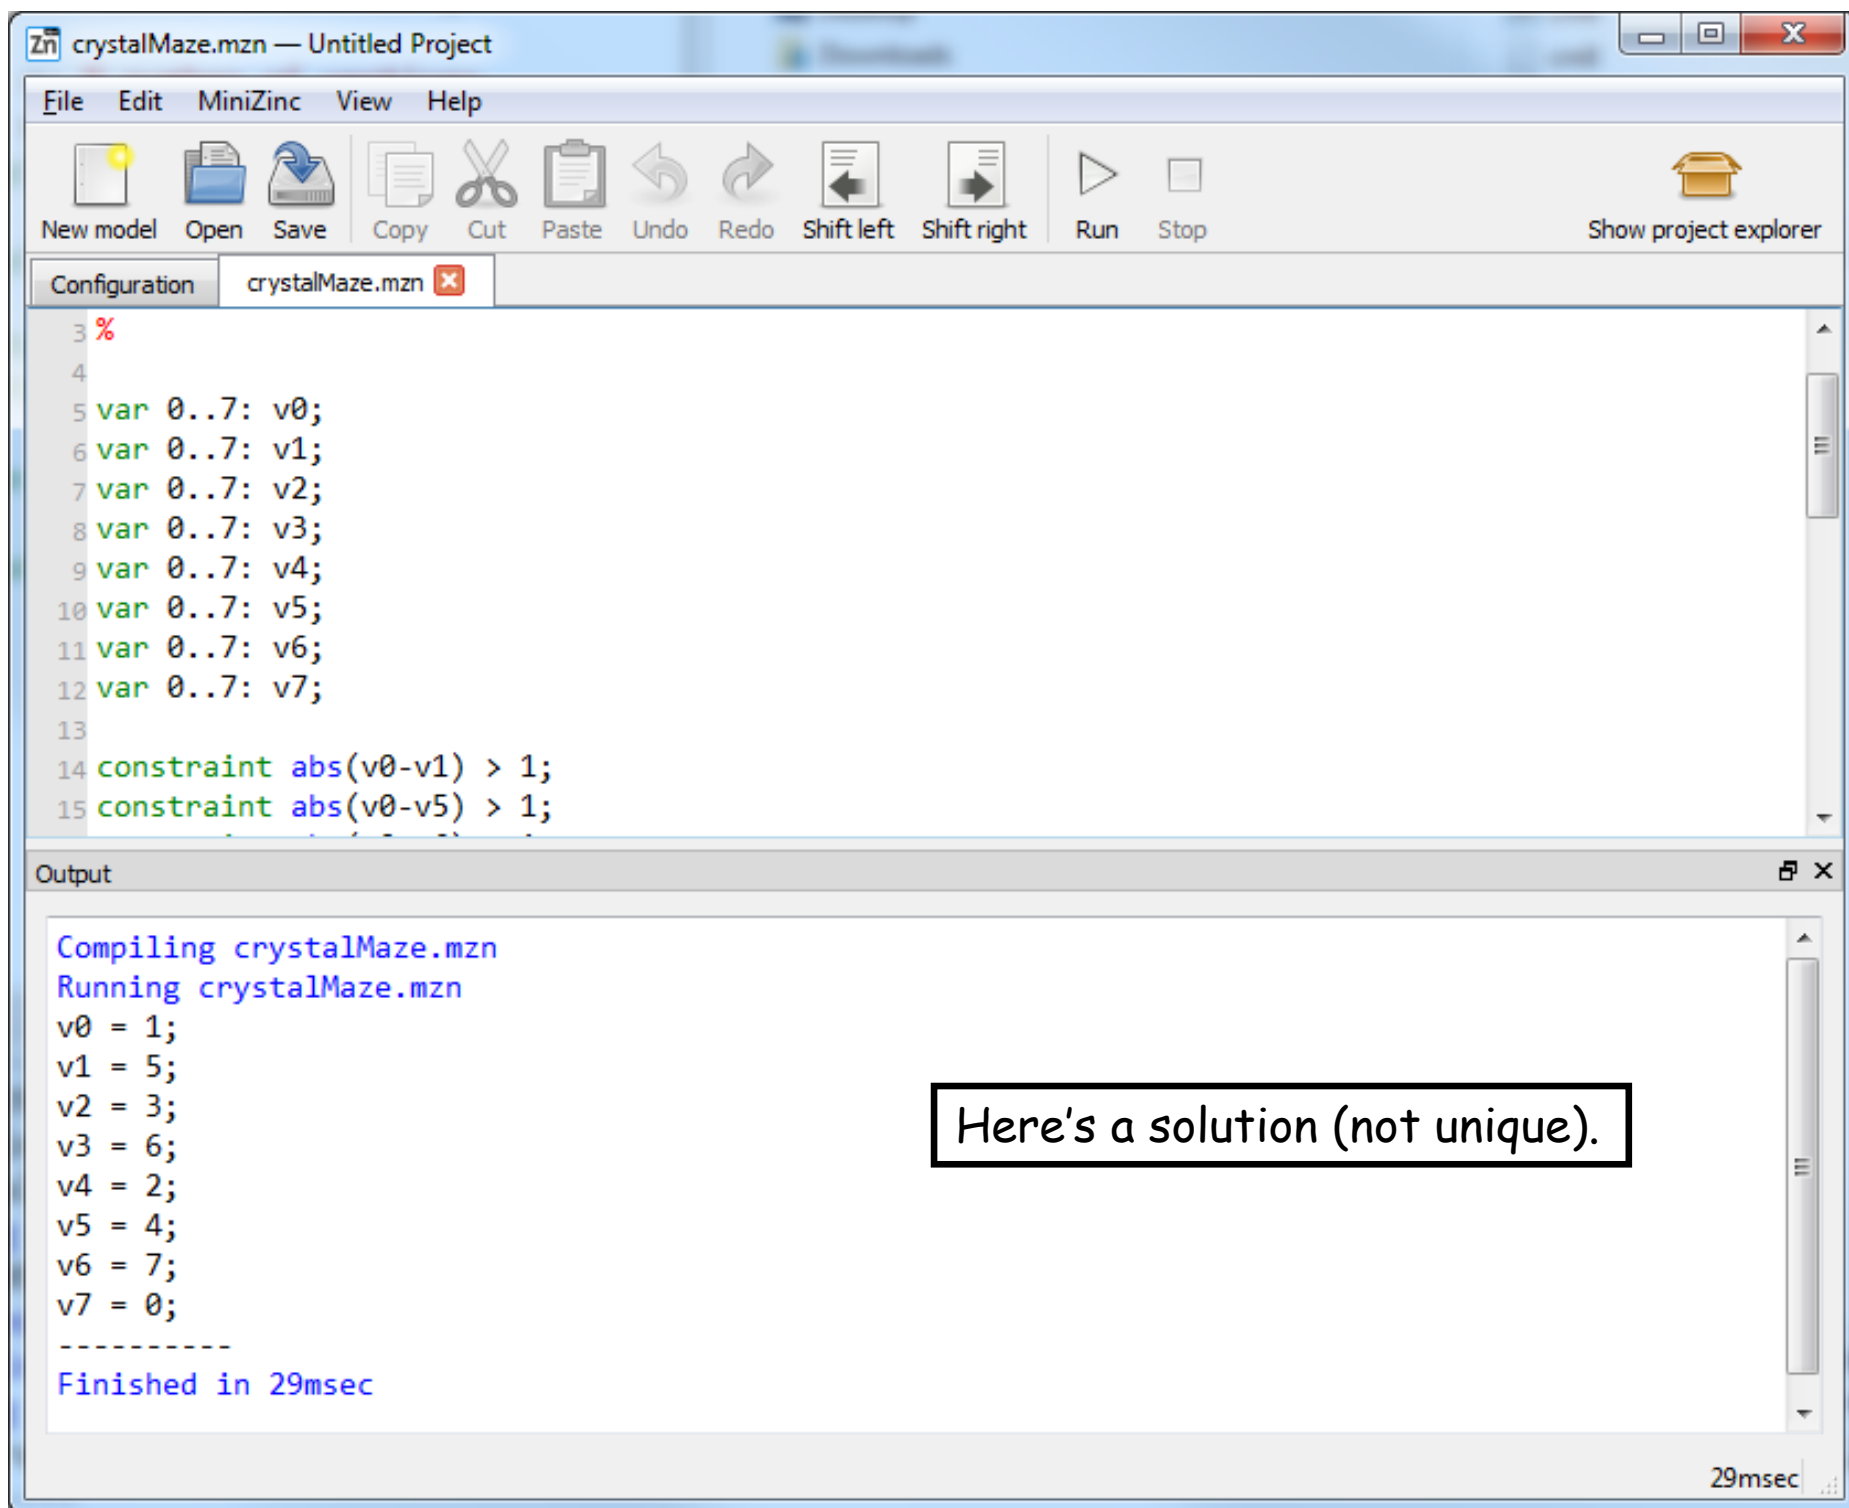 Zn crystalMaze.mzn — Untitled Project
File Edit MiniZinc View Help
New model Open Save Copy Cut Paste Undo Redo Shift left Shift right Run Stop Show project explorer
Configuration crystalMaze.mzn
3 %
4
5 var 0..7: v0;
6 var 0..7: v1;
7 var 0..7: v2;
8 var 0..7: v3;
9 var 0..7: v4;
10 var 0..7: v5;
11 var 0..7: v6;
12 var 0..7: v7;
13
14 constraint abs(v0-v1) > 1;
15 constraint abs(v0-v5) > 1;
Output
Compiling crystalMaze.mzn
Running crystalMaze.mzn
v0 = 1;
v1 = 5;
v2 = 3;
v3 = 6;
v4 = 2;
v5 = 4;
v6 = 7;
v7 = 0;
----------
Finished in 29msec
Here's a solution (not unique).
29msec